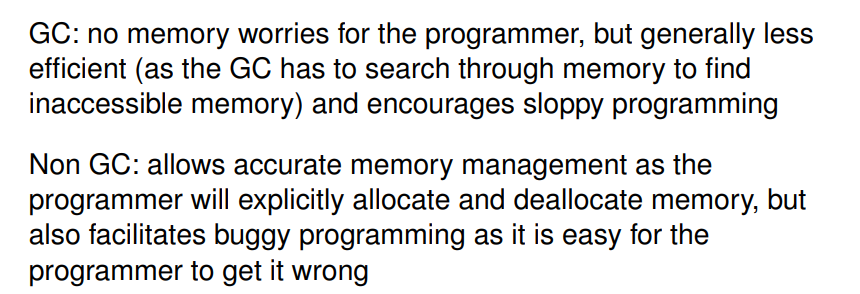 GC: no memory worries for the programmer, but generally less
efficient (as the GC has to search through memory to find
inaccessible memory) and encourages sloppy programming
Non GC: allows accurate memory management as the
programmer will explicitly allocate and deallocate memory, but
also facilitates buggy programming as it is easy for the
programmer to get it wrong